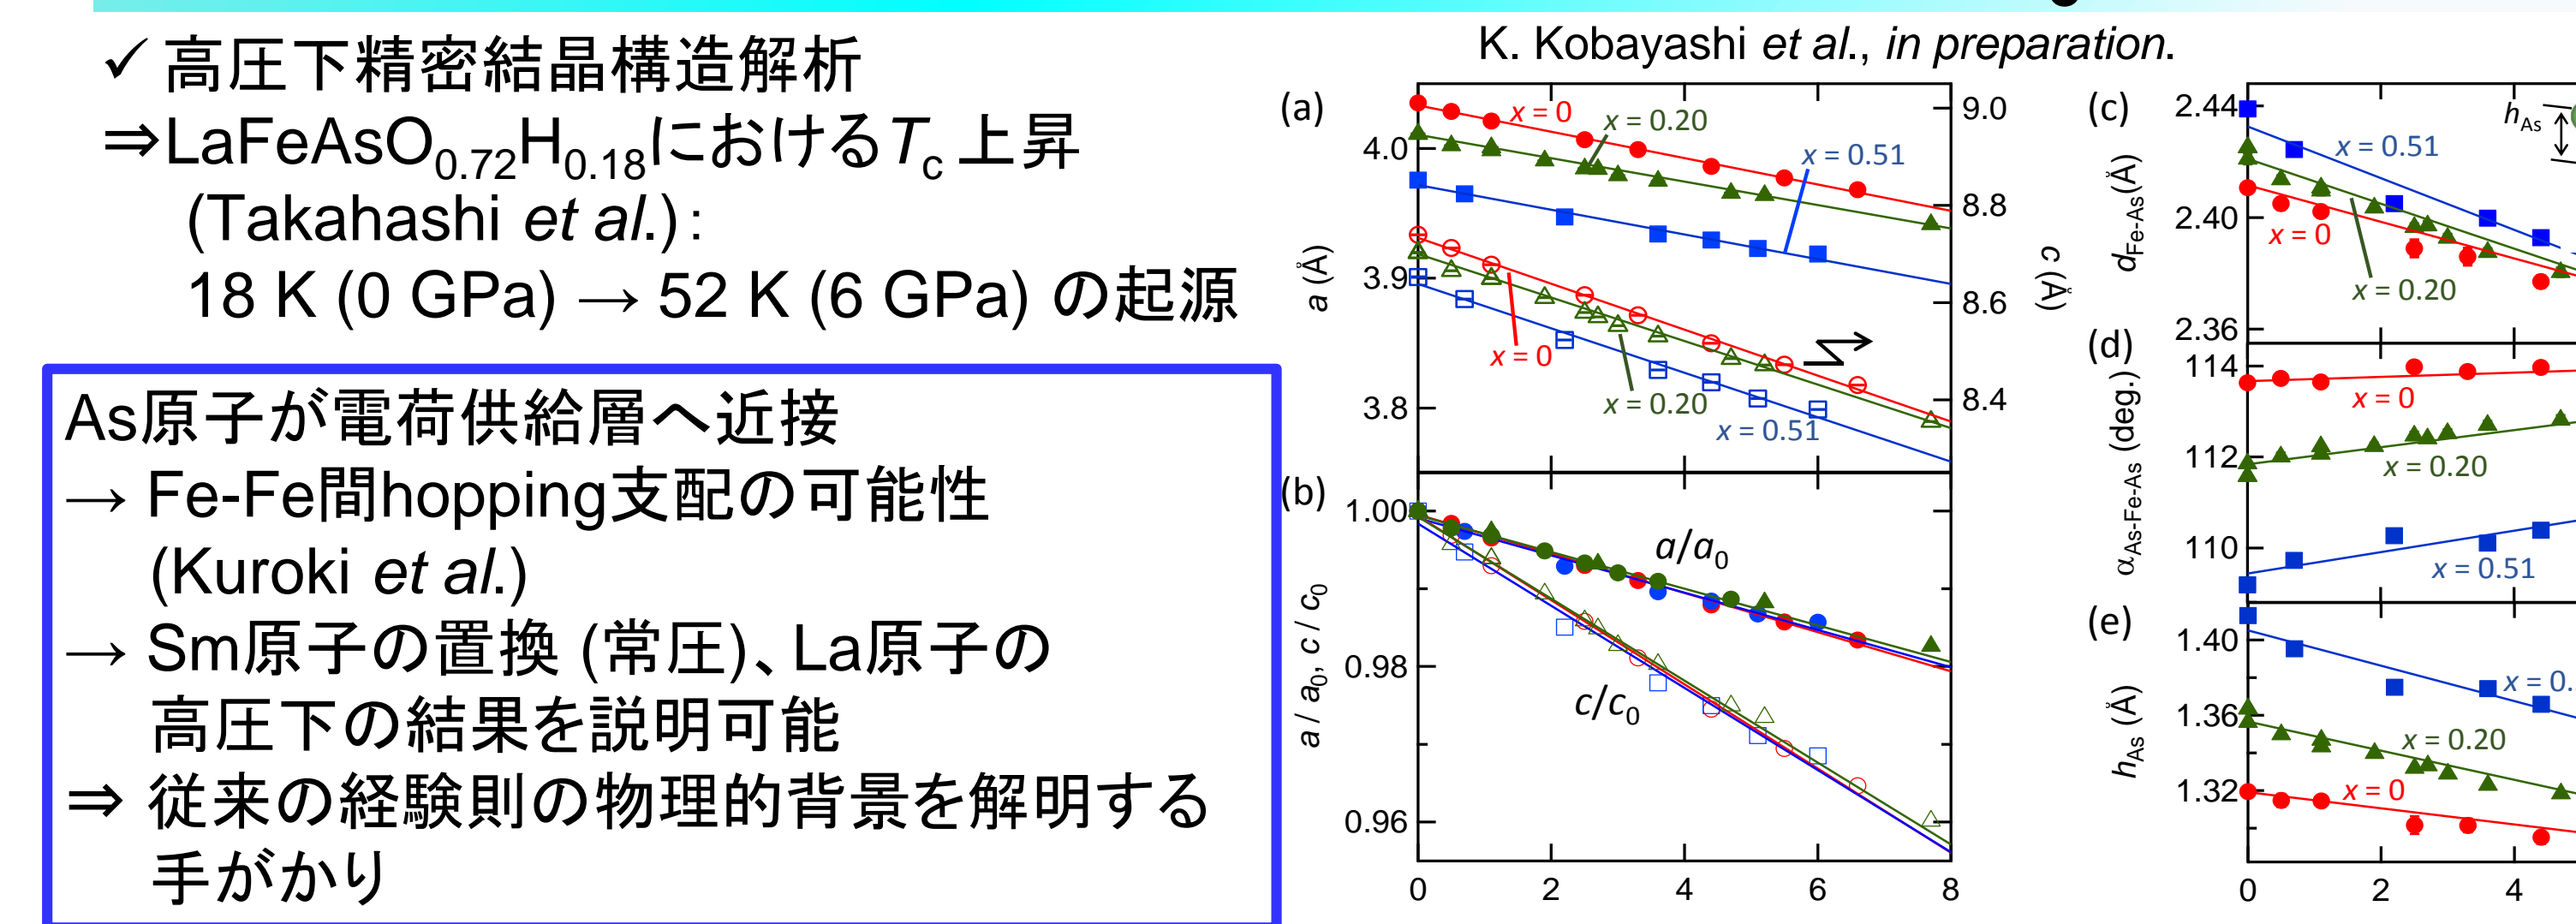 ✓高圧下精密結晶構造解析
⇒LaFeAsO0.72H0.18におけるTc 上昇
(Takahashi et al.):
18 K (0 GPa) → 52 K (6 GPa) の起源
As原子が電荷供給層へ近接
→ Fe-Fe間hopping支配の可能性
(Kuroki et al.)
→ Sm原子の置換 (常圧)、La原子の
高圧下の結果を説明可能
⇒ 従来の経験則の物理的背景を解明する
手がかり
K. Kobayashi et al., in preparation.
(a)
a (Å)
4.0
3.9
3.8
x = 0
x = 0.20
x = 0.51
x = 0
x = 0.20
x = 0.51
9.0
8.8
8.6
8.4
c (Å)
(b)
a / a0, c / c0
1.00
0.98
0.96
a/a0
c/c0
0 2 4 6 8
(c)
dFe-As(Å)
2.44
2.40
2.36
hAs
x = 0.51
x = 0
x = 0.20
(d)
αAs-Fe-As (deg.)
114
112
110
x = 0
x = 0.20
x = 0.51
(e)
hAs (Å)
1.40
1.36
1.32
x = 0.
x = 0.20
x = 0
0 2 4